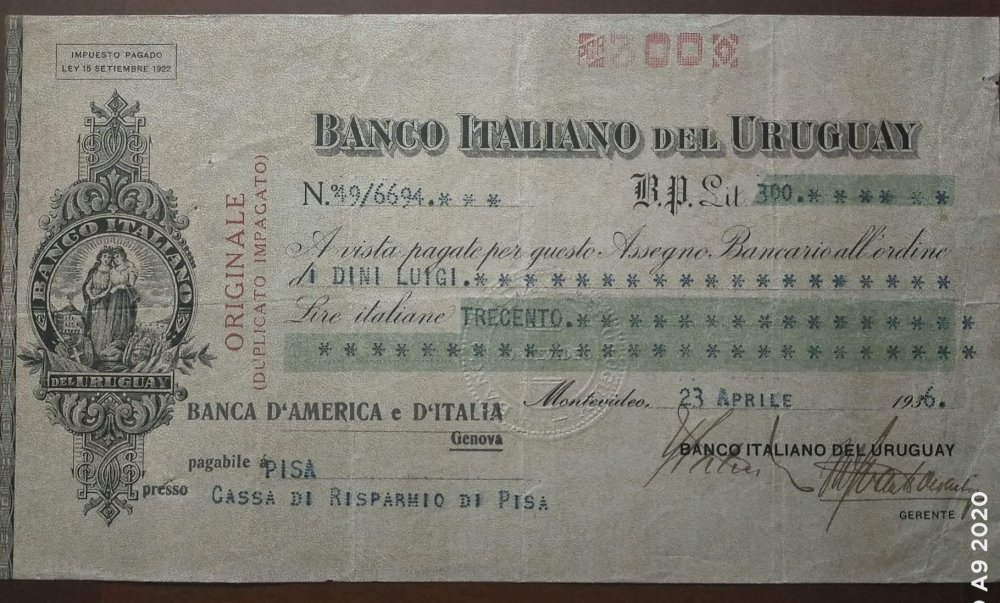 IMPUESTO PAGADO
LEY 15 SETIEMBRE 1922
300
BANCO ITALIANO DEL URUGUAY
N. 49/6694.***
B.P. Lit 300.******
A vista pagate per questo Assegno Bancario all'ordine
di DINI LUIGI.******************
Lire italiane TRECENTO.**************
***********************
BANCO ITALIANO
DEL URUGUAY
ORIGINALE
(DUPLICATO IMPAGATO)
Montevideo, 23 APRILE 1936.
BANCA D'AMERICA e D'ITALIA
Genova
BANCO ITALIANO DEL URUGUAY
pagabile a PISA
presso CASSA DI RISPARMIO DI PISA
GERENTE
A9 2020